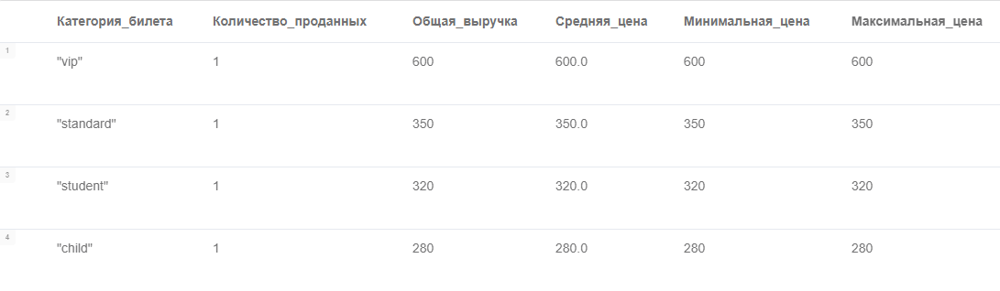 Категория_билета Количество_проданных Общая_выручка Средняя_цена Минимальная_цена Максимальная_цена
1 "vip" 1 600 600.0 600 600
2 "standard" 1 350 350.0 350 350
3 "student" 1 320 320.0 320 320
4 "child" 1 280 280.0 280 280